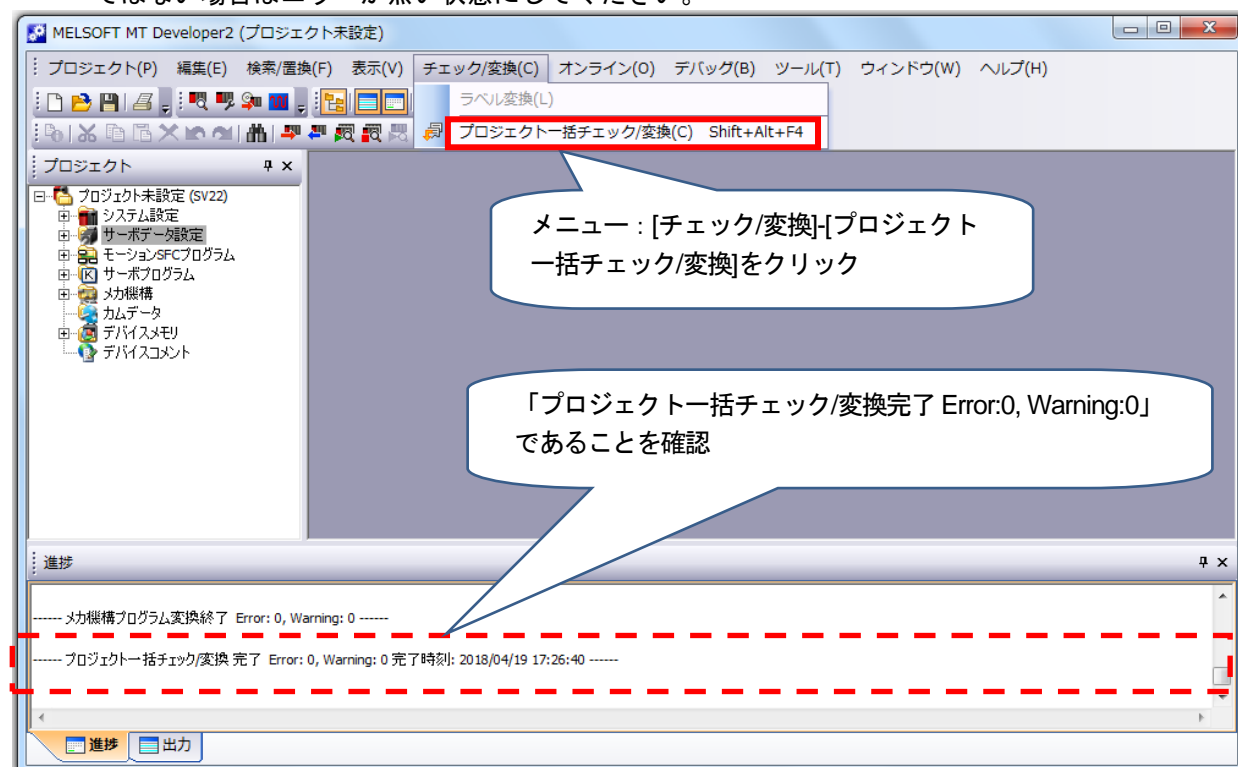 ではない場合はエラーが無い状態にしてください。
MELSOFT MT Developer2 (プロジェクト未設定)
プロジェクト(P) 編集(E) 検索/置換(F) 表示(V) チェック/変換(C) オンライン(O) デバッグ(B) ツール(T) ウィンドウ(W) ヘルプ(H)
ラベル変換(L)
プロジェクト一括チェック/変換(C) Shift+Alt+F4
プロジェクト
プロジェクト未設定 (SV22)
システム設定
サーボデータ設定
モーションSFCプログラム
サーボプログラム
メカ機構
カムデータ
デバイスメモリ
デバイスコメント
メニュー：[チェック/変換]-[プロジェクト
一括チェック/変換]をクリック
「プロジェクト一括チェック/変換完了 Error:0, Warning:0」
であることを確認
進捗
------ メカ機構プログラム変換終了 Error: 0, Warning: 0 ------
------ プロジェクト一括チェック/変換 完了 Error: 0, Warning: 0 完了時刻: 2018/04/19 17:26:40 ------
進捗 出力